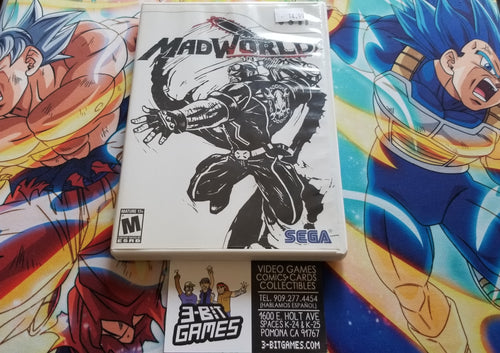 MADWORLD
MATURE 17+
M
ESRB
SEGA
3-BIT
GAMES
VIDEO GAMES
COMICS★CARDS
COLLECTIBLES
TEL. 909.277.4454
[HABLAMOS ESPAÑOL]
1600 E. HOLT AVE
SPACES K-24 & K-25
POMONA CA 91767
3-BITGAMES.COM